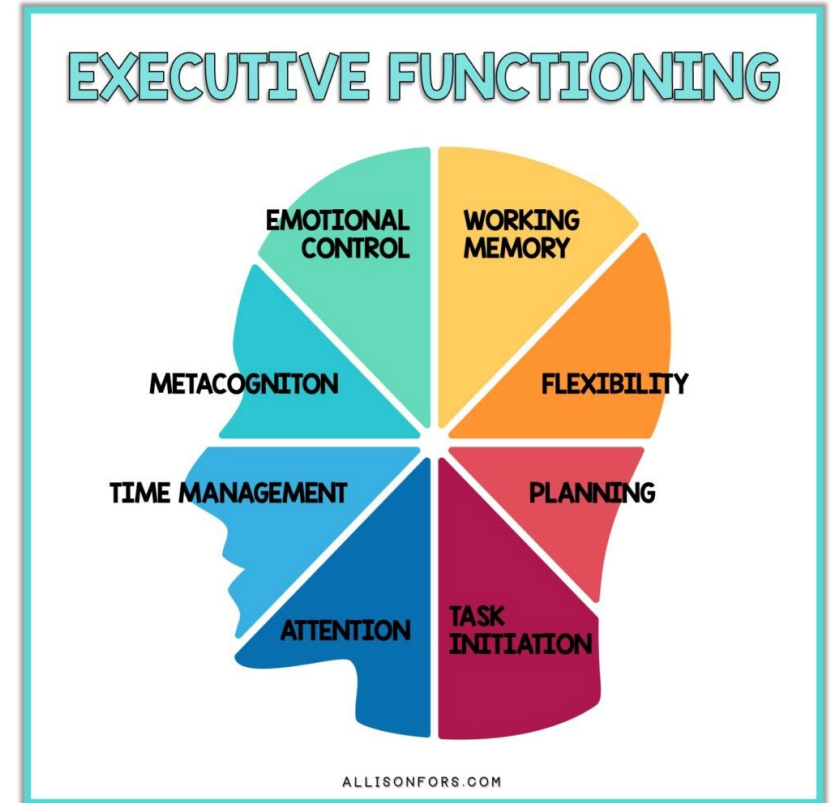 EXECUTIVE FUNCTIONING
EMOTIONAL
CONTROL
WORKING
MEMORY
METACOGNITON
FLEXIBILITY
TIME MANAGEMENT
PLANNING
ATTENTION
TASK
INITIATION
ALLISONFORS.COM